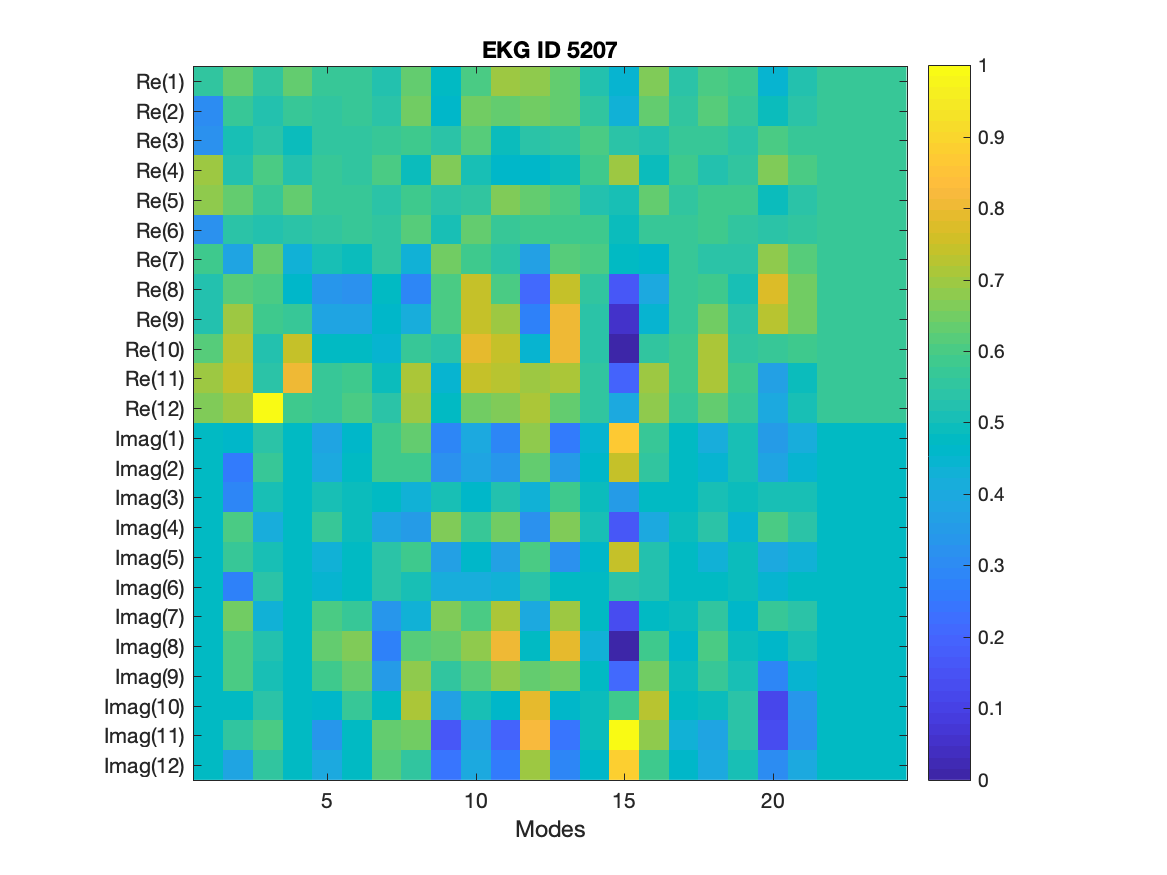 EKG ID 5207
Re(1)
Re(2)
Re(3)
Re(4)
Re(5)
Re(6)
Re(7)
Re(8)
Re(9)
Re(10)
Re(11)
Re(12)
Imag(1)
Imag(2)
Imag(3)
Imag(4)
Imag(5)
Imag(6)
Imag(7)
Imag(8)
Imag(9)
Imag(10)
Imag(11)
Imag(12)
5 10 15 20
Modes
1
0.9
0.8
0.7
0.6
0.5
0.4
0.3
0.2
0.1
0